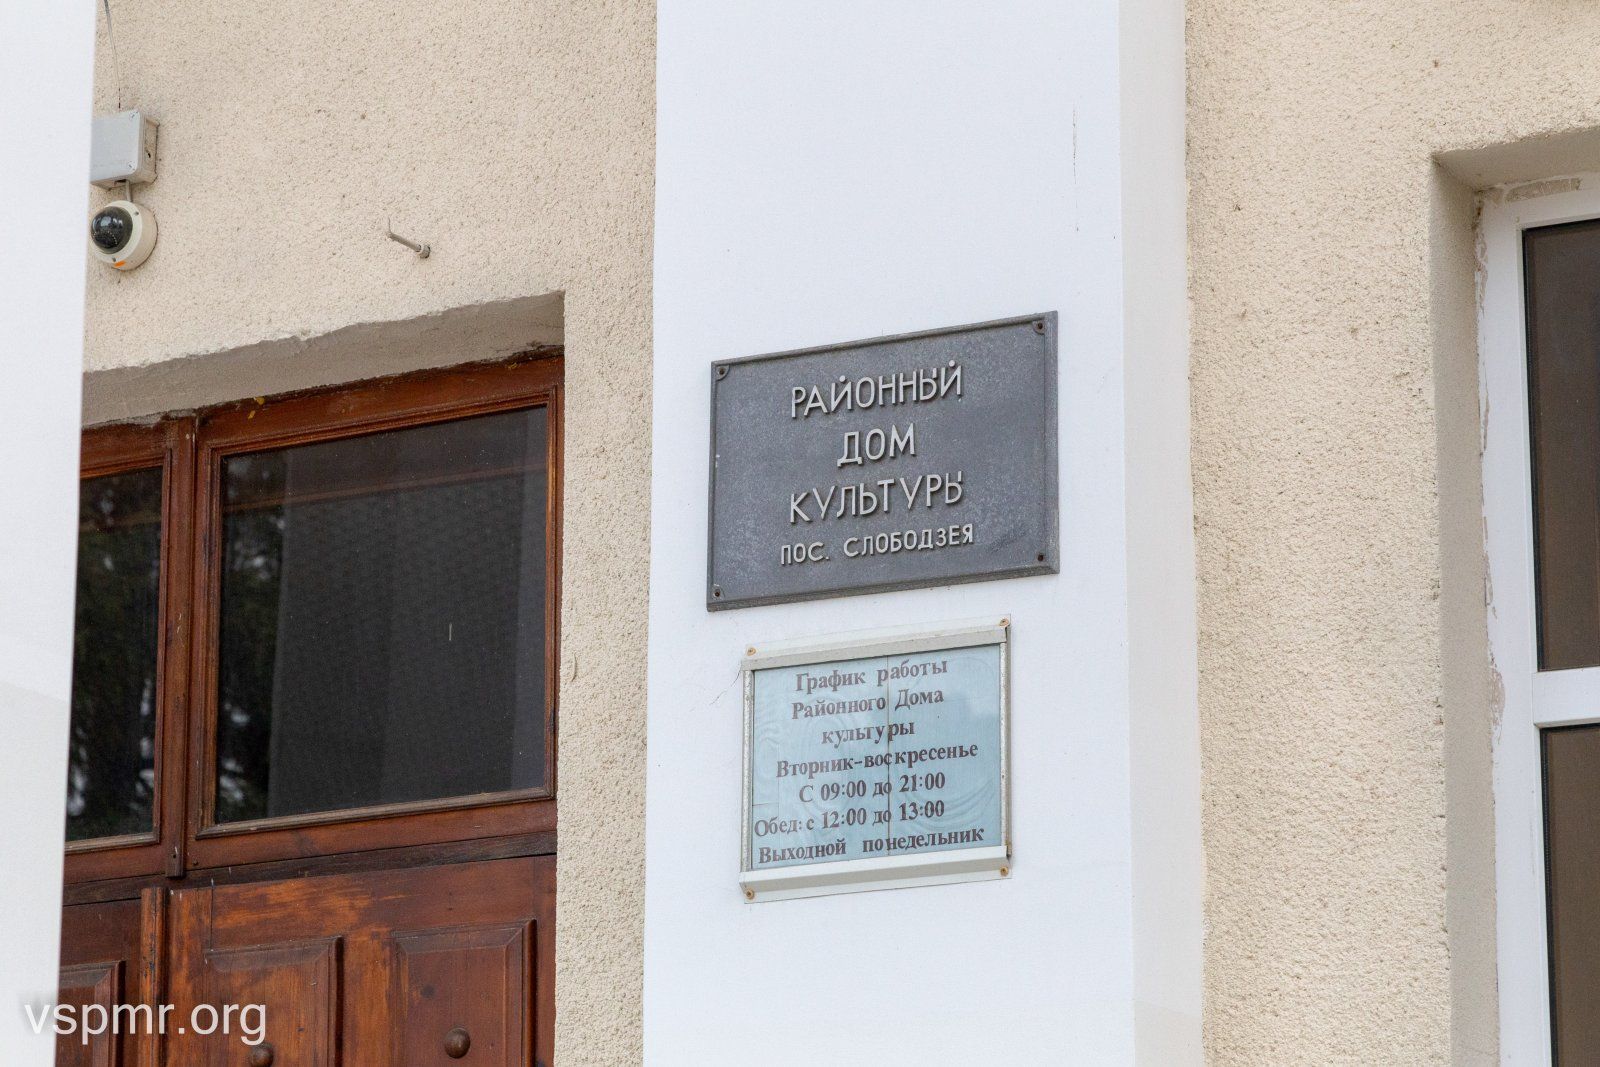 РАЙОННЫЙ
ДОМ
КУЛЬТУРЫ
ПОС. СЛОБОДЗЕЯ
График работы
Районного Дома
культуры
Вторник-воскресенье
С 09:00 до 21:00
Обед: с 12:00 до 13:00
Выходной понедельник
vspmr.org